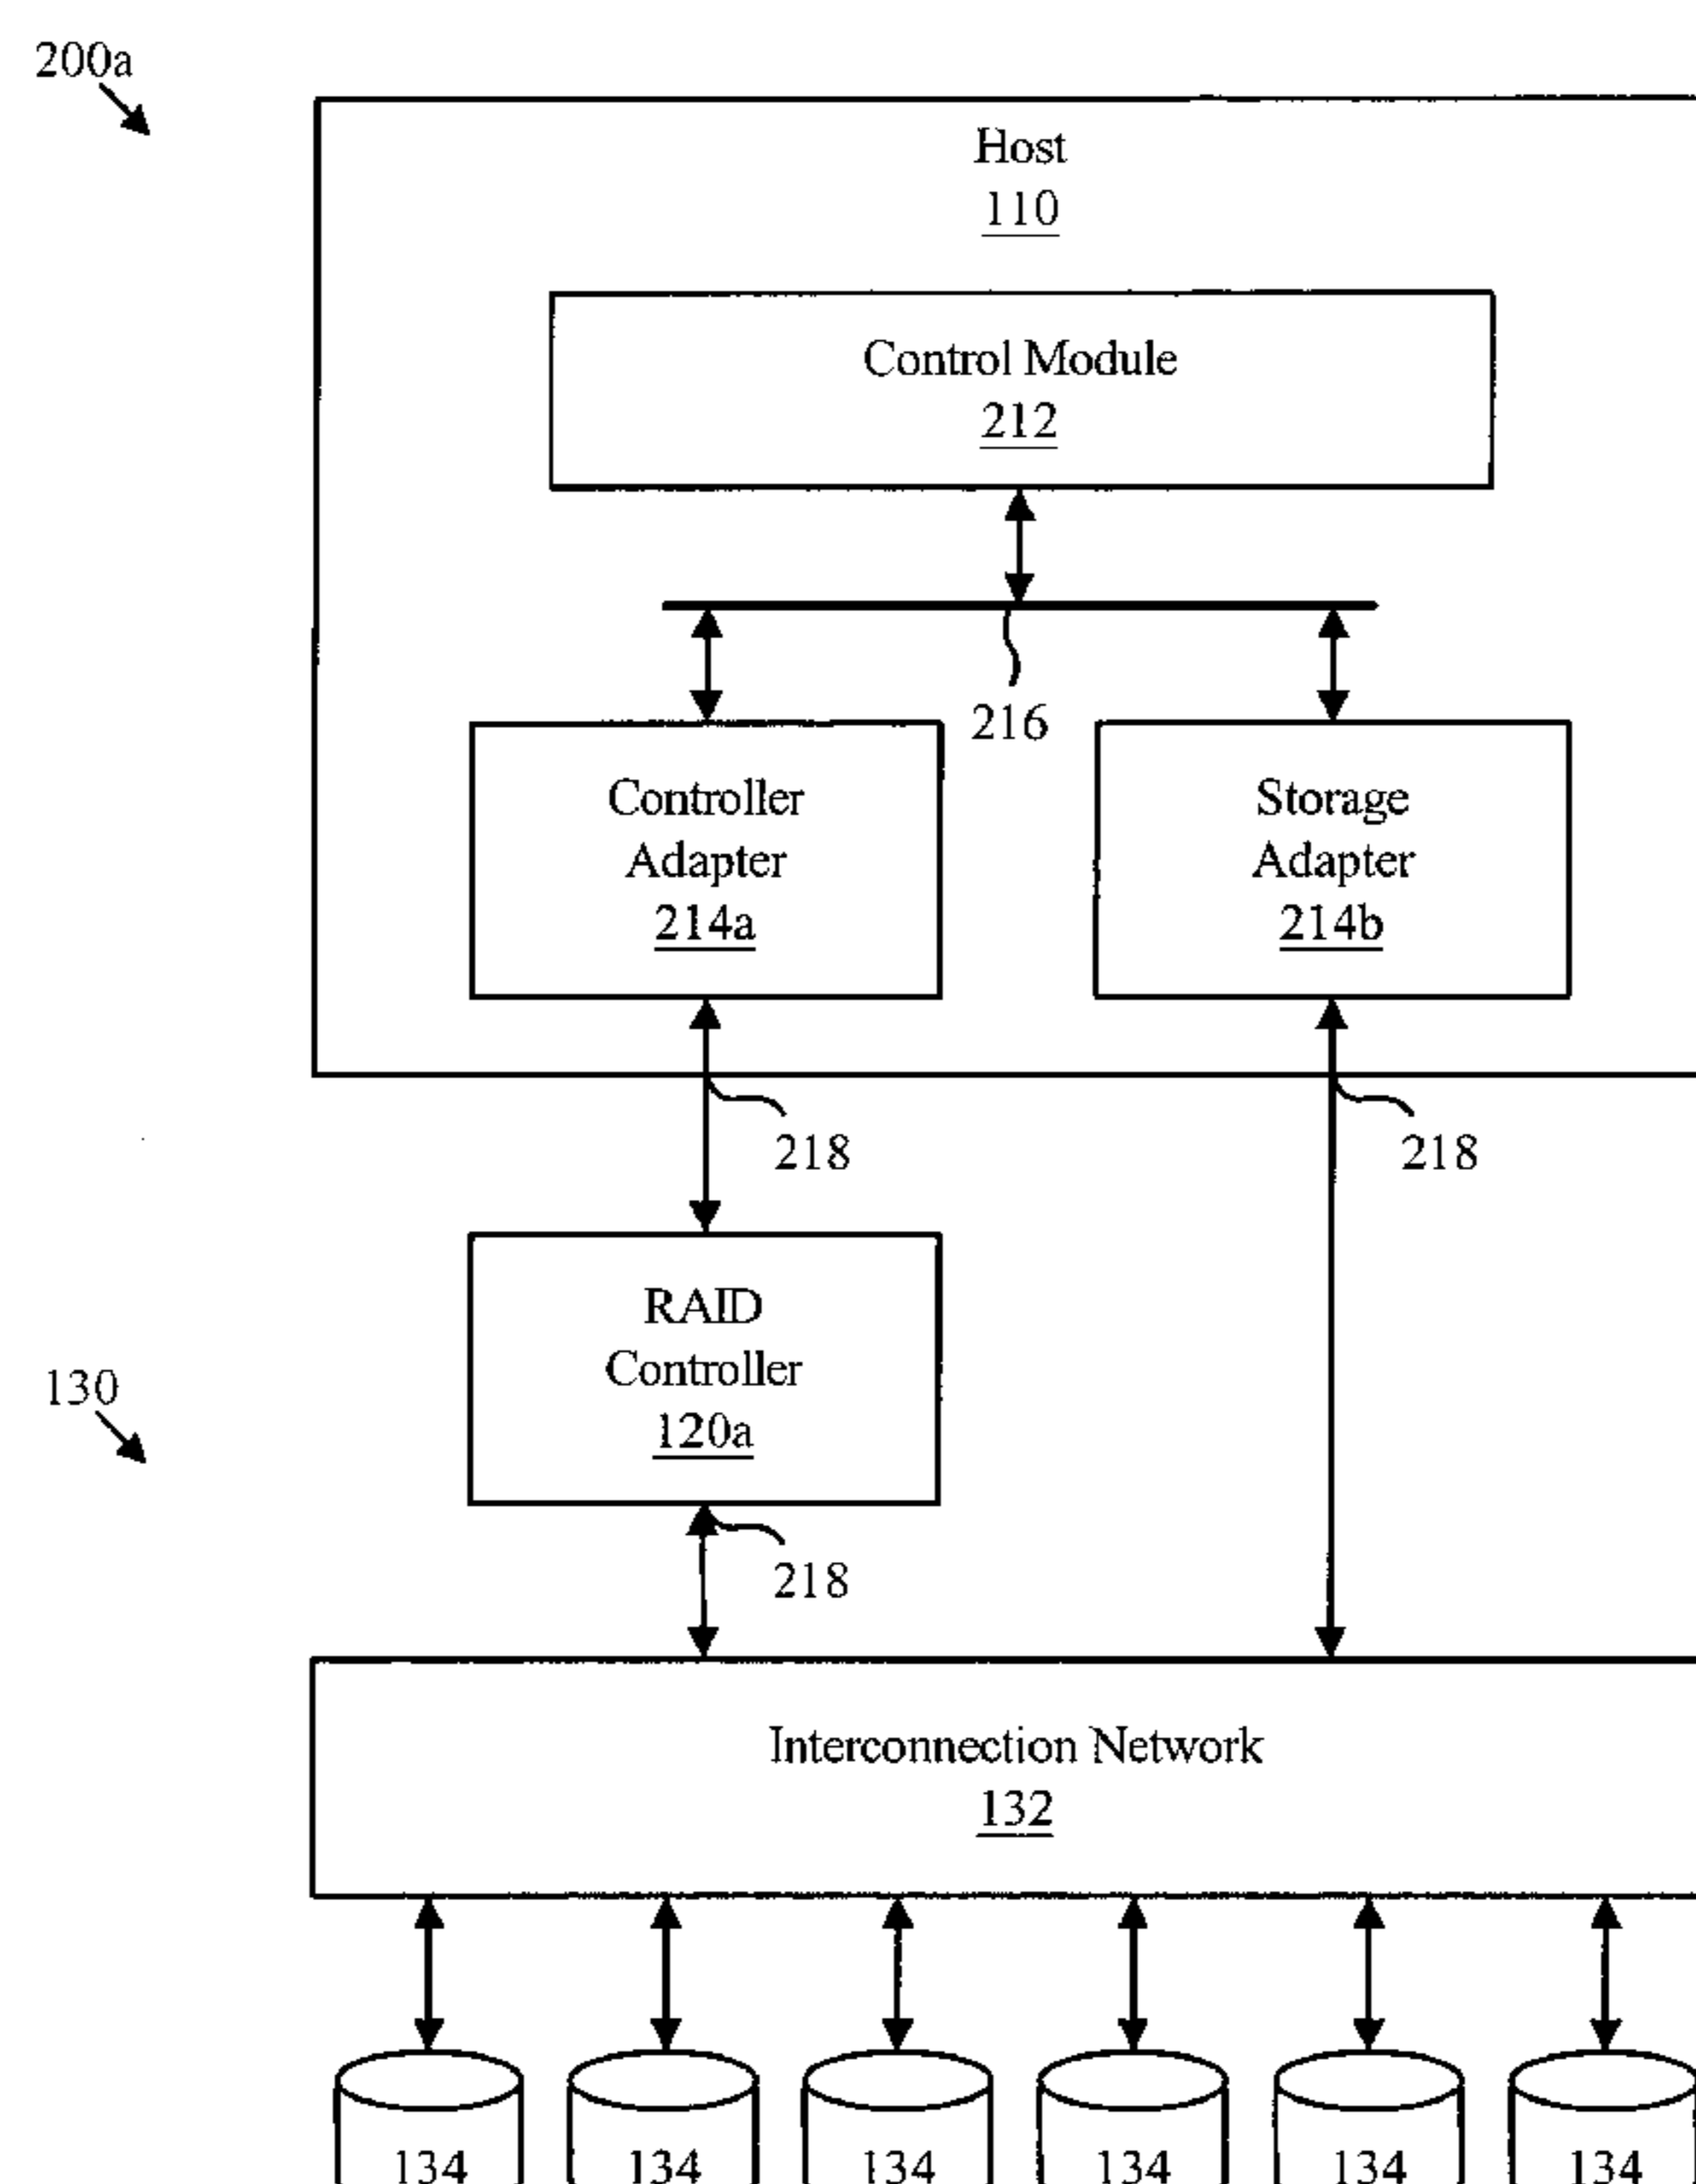 200a
Host
110
Control Module
212
216
Controller
Adapter
214a
Storage
Adapter
214b
218
218
RAID
Controller
120a
130
218
Interconnection Network
132
134
134
134
134
134
134